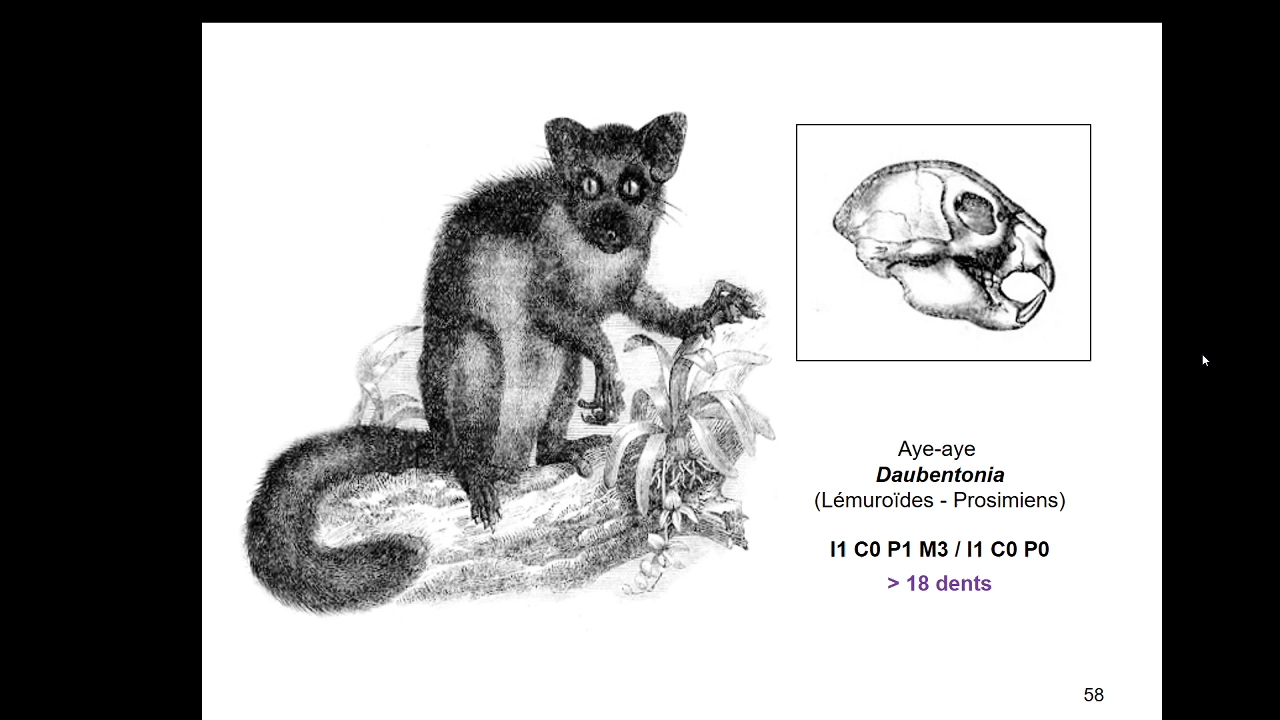 Aye-aye
Daubentonia
(Lémuroïdes - Prosimiens)
I1 C0 P1 M3 / I1 C0 P0
> 18 dents
58